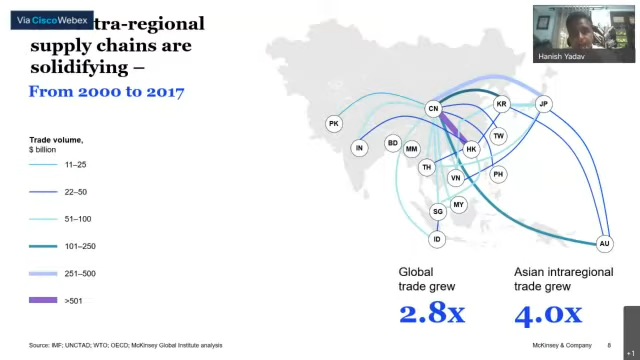 Via Cisco Webex
tra-regional
supply chains are
solidifying –
From 2000 to 2017
Hanish Yadav
Trade volume,
$ billion
11–25
22–50
51–100
101–250
251–500
>501
CN
KR
JP
PK
IN
BD
MM
HK
TW
TH
VN
PH
SG
MY
ID
AU
Global
trade grew
2.8x
Asian intraregional
trade grew
4.0x
Source: IMF; UNCTAD; WTO; OECD; McKinsey Global Institute analysis
McKinsey & Company
8
+1